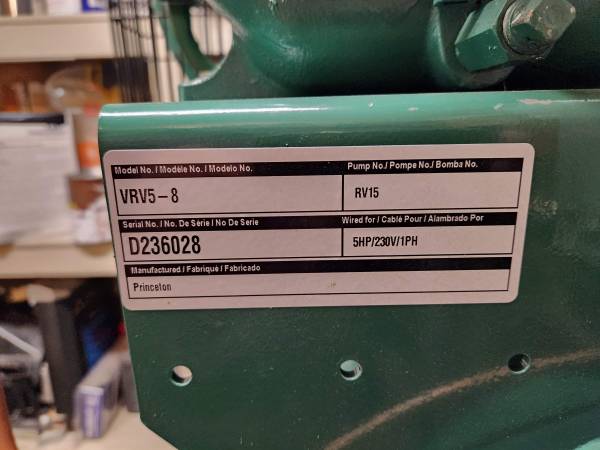 Model No. / Modèle No. / Modelo No. Pump No./ Pompe No./ Bomba No.
VRV5-8 RV15
Serial No. / No. De Série / No De Serie Wired for / Cablé Pour / Alambrado Por
D236028 5HP/230V/1PH
Manufactured / Fabriqué / Fabricado
Princeton